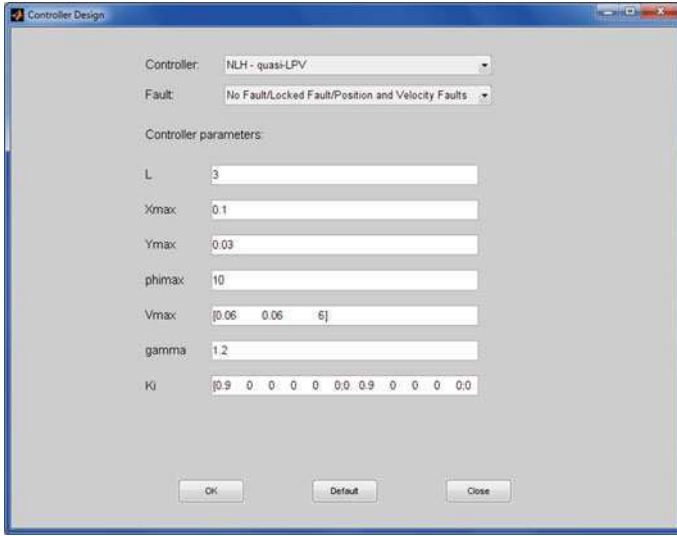 Controller Design
Controller: NLH - quasi-LPV
Fault: No Fault/Locked Fault/Position and Velocity Faults
Controller parameters:
L 3
Xmax 0.1
Ymax 0.03
phimax 10
Vmax [0.06 0.06 6]
gamma 1.2
Ki [0.9 0 0 0 0 0;0 0.9 0 0 0 0;0
OK Default Close